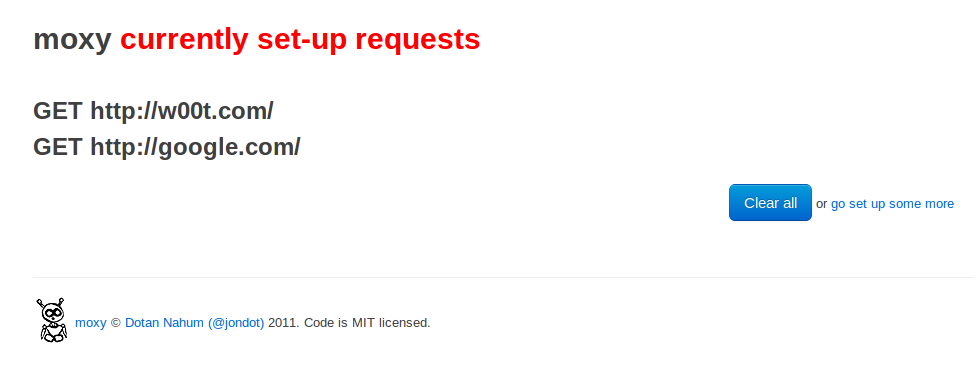 moxy currently set-up requests
GET http://w00t.com/
GET http://google.com/
Clear all or go set up some more
moxy © Dotan Nahum (@jondot) 2011. Code is MIT licensed.